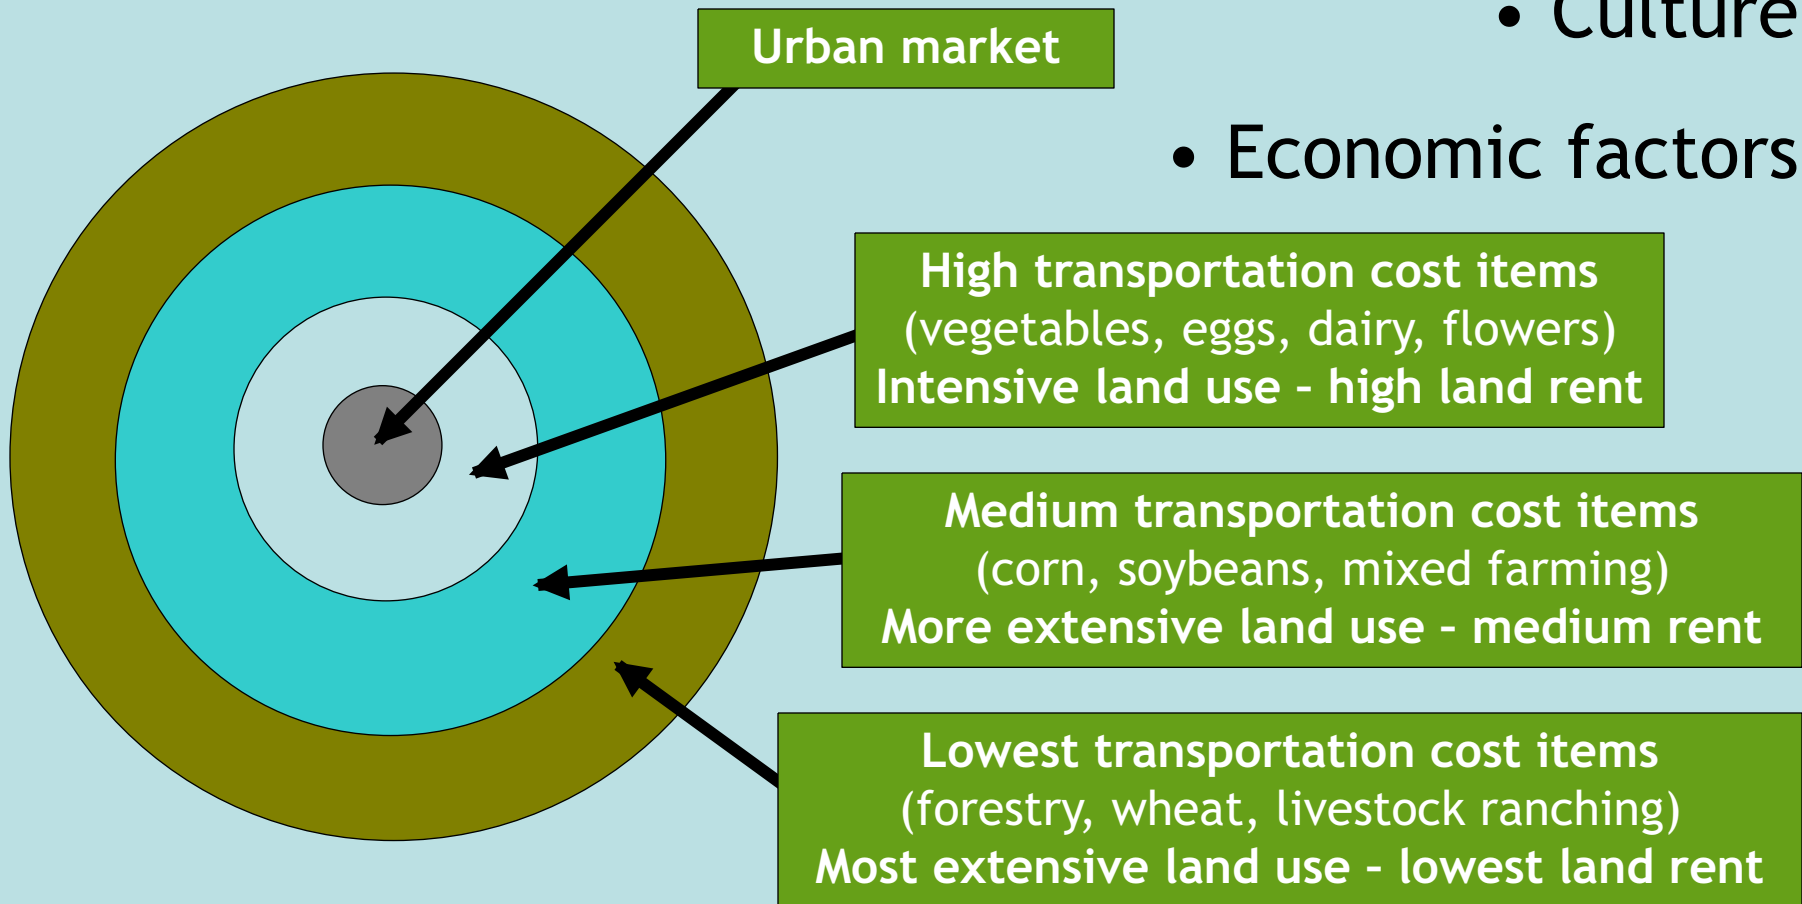 • Culture
Urban market
• Economic factors
High transportation cost items
(vegetables, eggs, dairy, flowers)
Intensive land use – high land rent
Medium transportation cost items
(corn, soybeans, mixed farming)
More extensive land use – medium rent
Lowest transportation cost items
(forestry, wheat, livestock ranching)
Most extensive land use – lowest land rent